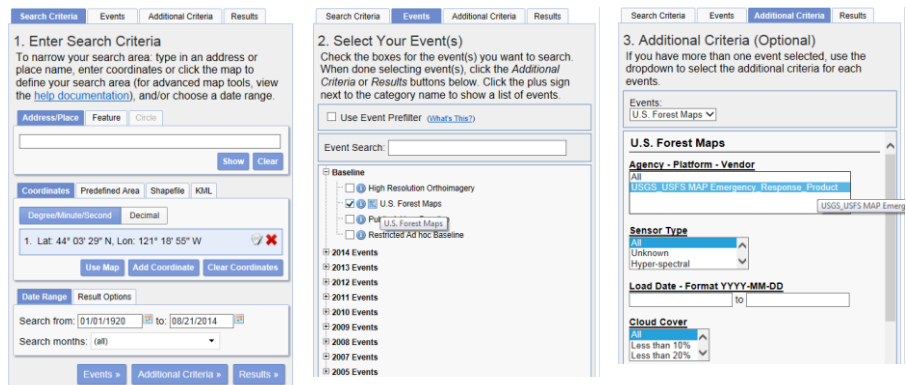 Search Criteria Events Additional Criteria Results
1. Enter Search Criteria
To narrow your search area: type in an address or
place name, enter coordinates or click the map to
define your search area (for advanced map tools, view
the help documentation), and/or choose a date range.
Address/Place Feature Circle
Show Clear
Coordinates Predefined Area Shapefile KML
Degree/Minute/Second Decimal
1. Lat: 44° 03' 29" N, Lon: 121° 18' 55" W
Use Map Add Coordinate Clear Coordinates
Date Range Result Options
Search from: 01/01/1920 to: 08/21/2014
Search months: (all)
Events » Additional Criteria » Results »
Search Criteria Events Additional Criteria Results
2. Select Your Event(s)
Check the boxes for the event(s) you want to search.
When done selecting event(s), click the Additional
Criteria or Results buttons below. Click the plus sign
next to the category name to show a list of events.
Use Event Prefilter (What's This?)
Event Search:
Baseline
High Resolution Orthoimagery
U.S. Forest Maps
U.S. Forest Maps
Restricted Ad hoc Baseline
2014 Events
2013 Events
2012 Events
2011 Events
2010 Events
2009 Events
2008 Events
2007 Events
2005 Events
Search Criteria Events Additional Criteria Results
3. Additional Criteria (Optional)
If you have more than one event selected, use the
dropdown to select the additional criteria for each
events.
Events:
U.S. Forest Maps
U.S. Forest Maps
Agency - Platform - Vendor
All
USGS_USFS MAP Emergency_Response_Product
USGS_USFS MAP Emerg
Sensor Type
All
Unknown
Hyper-spectral
Load Date - Format YYYY-MM-DD
to
Cloud Cover
All
Less than 10%
Less than 20%